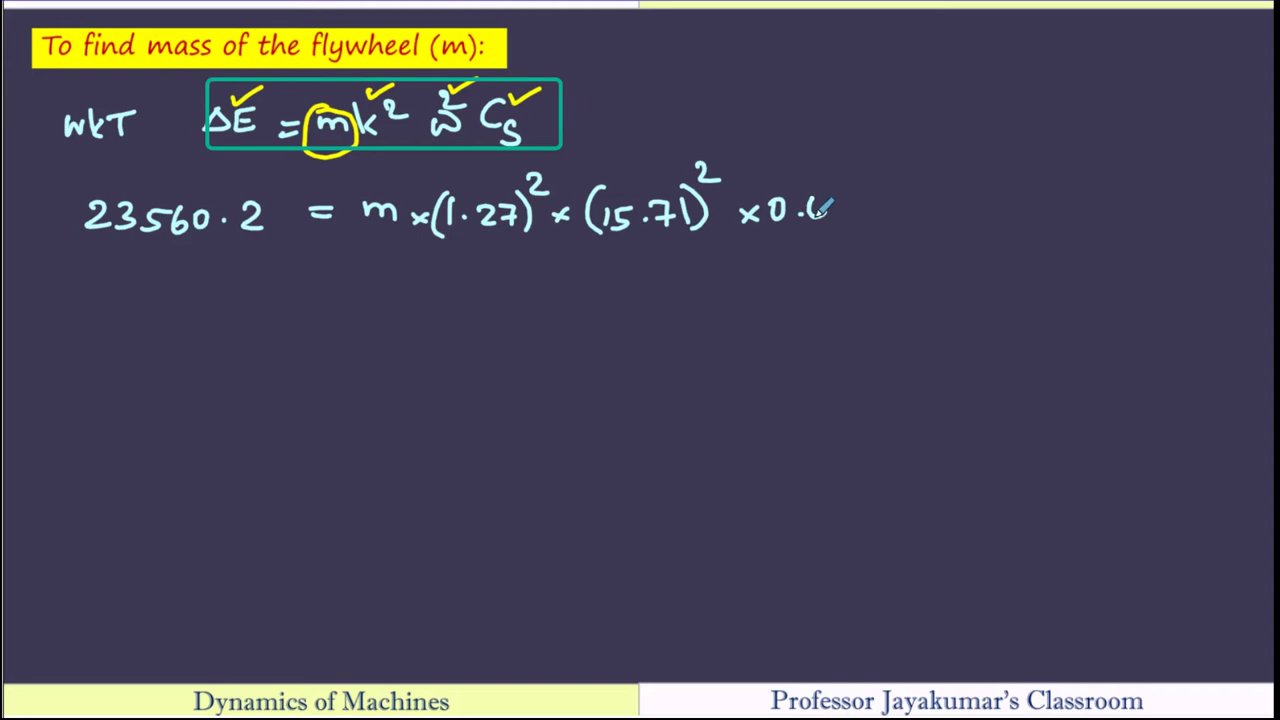 To find mass of the flywheel (m):
WkT ΔE = mk² ω² Cs
23560.2 = m × (1.27)² × (15.71)² × 0.
Dynamics of Machines
Professor Jayakumar's Classroom